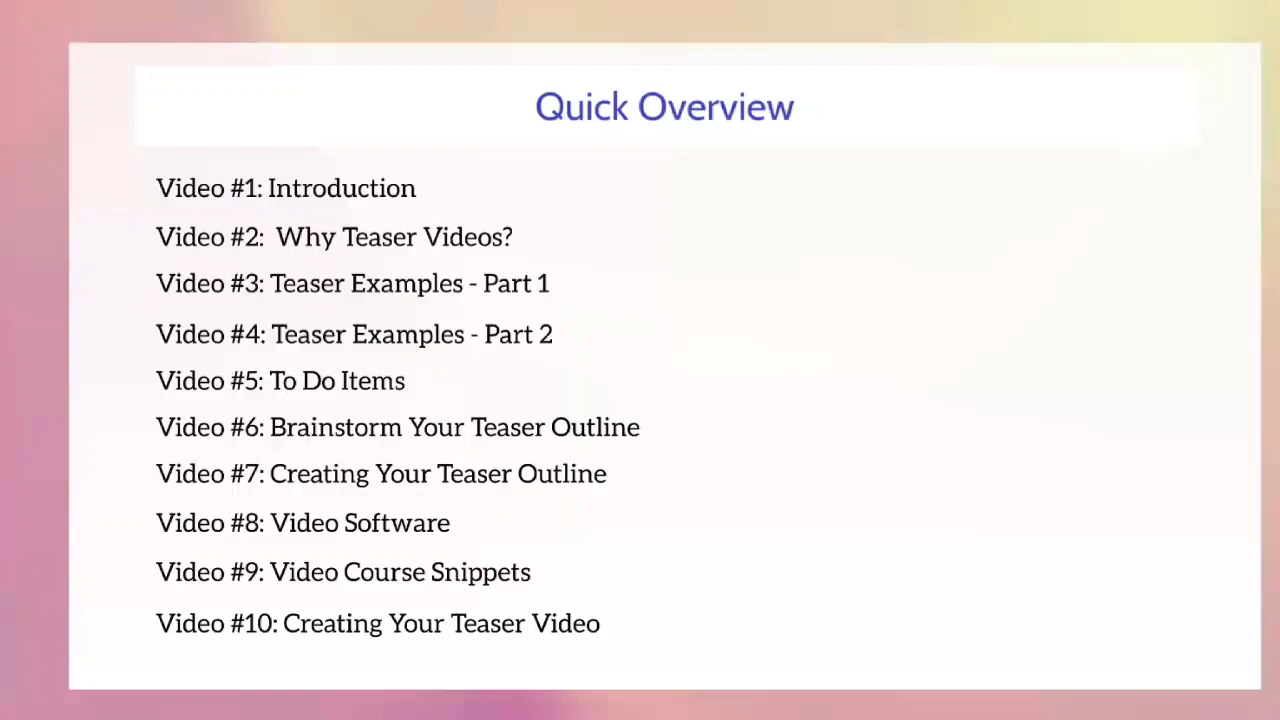 Quick Overview
Video #1: Introduction
Video #2: Why Teaser Videos?
Video #3: Teaser Examples - Part 1
Video #4: Teaser Examples - Part 2
Video #5: To Do Items
Video #6: Brainstorm Your Teaser Outline
Video #7: Creating Your Teaser Outline
Video #8: Video Software
Video #9: Video Course Snippets
Video #10: Creating Your Teaser Video